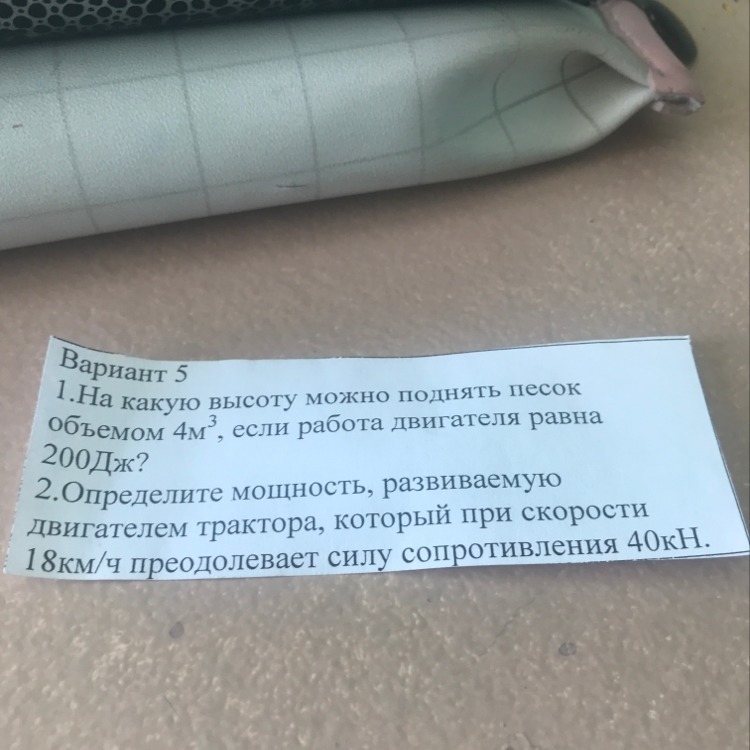 Вариант 5
1.На какую высоту можно поднять песок
объемом 4м³, если работа двигателя равна
200Дж?
2.Определите мощность, развиваемую
двигателем трактора, который при скорости
18км/ч преодолевает силу сопротивления 40кН.